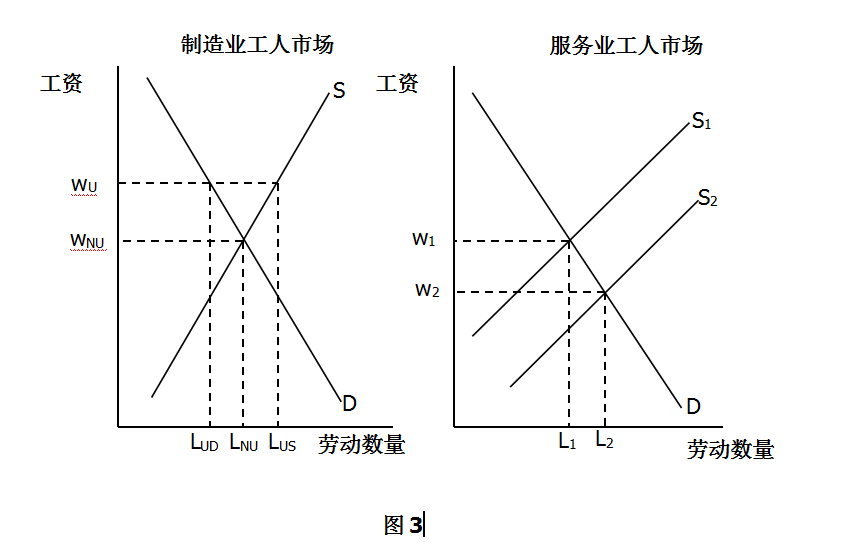 制造业工人市场
工资
S
wU
wNU
D
LUD LNU LUS 劳动数量
服务业工人市场
工资
S1
S2
w1
w2
D
L1 L2 劳动数量
图 3